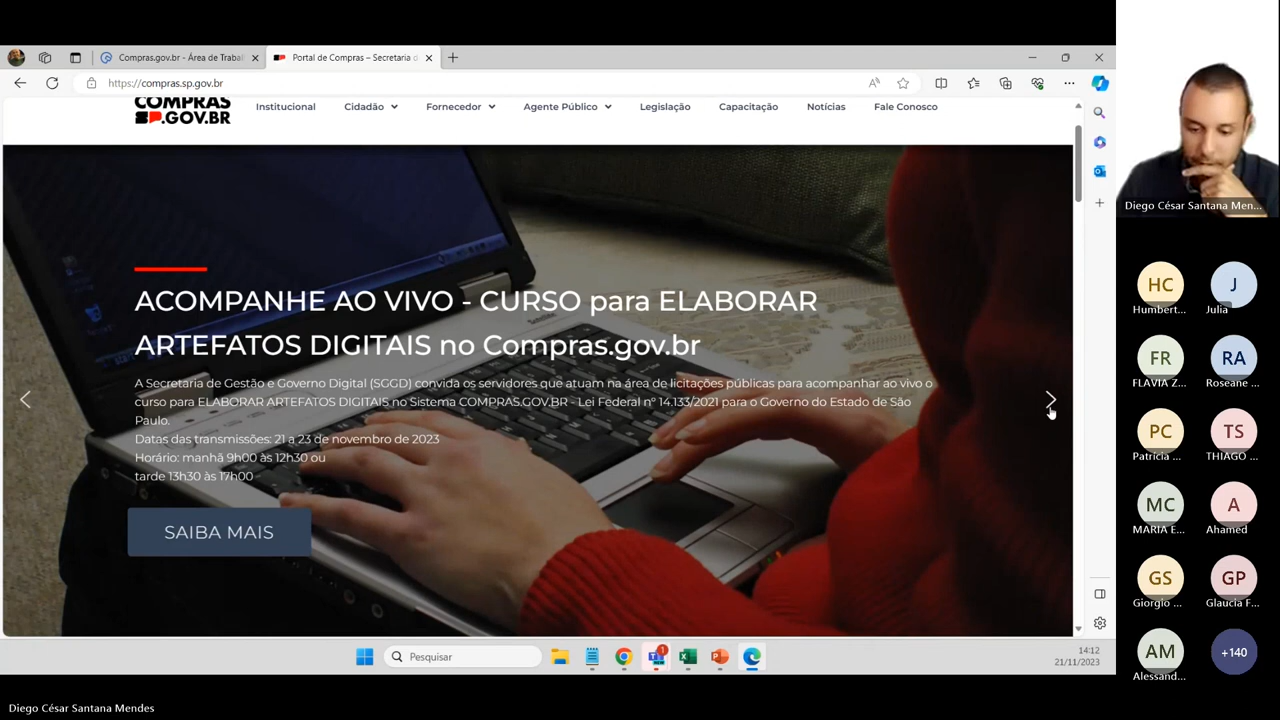 Compras.gov.br - Área de Trabal
Portal de Compras – Secretaria d
https://compras.sp.gov.br
COMPRAS
SP.GOV.BR
Institucional
Cidadão
Fornecedor
Agente Público
Legislação
Capacitação
Notícias
Fale Conosco
ACOMPANHE AO VIVO - CURSO para ELABORAR
ARTEFATOS DIGITAIS no Compras.gov.br
A Secretaria de Gestão e Governo Digital (SGGD) convida os servidores que atuam na área de licitações públicas para acompanhar ao vivo o
curso para ELABORAR ARTEFATOS DIGITAIS no Sistema COMPRAS.GOV.BR - Lei Federal nº 14.133/2021 para o Governo do Estado de São
Paulo.
Datas das transmissões: 21 a 23 de novembro de 2023
Horário: manhã 9h00 às 12h30 ou
tarde 13h30 às 17h00
SAIBA MAIS
Pesquisar
14:12
21/11/2023
Diego César Santana Men...
HC
Humbert...
J
Julia
FR
FLAVIA Z...
RA
Roseane ...
PC
Patrícia ...
TS
THIAGO ...
MC
MARIA E...
A
Ahamed
GS
Giorgio ...
GP
Glaucia F...
AM
Alessand...
+140
Diego César Santana Mendes